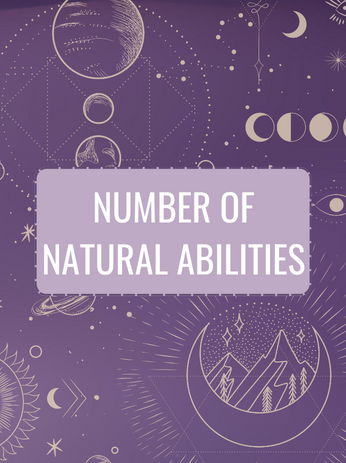 NUMBER OF
NATURAL ABILITIES